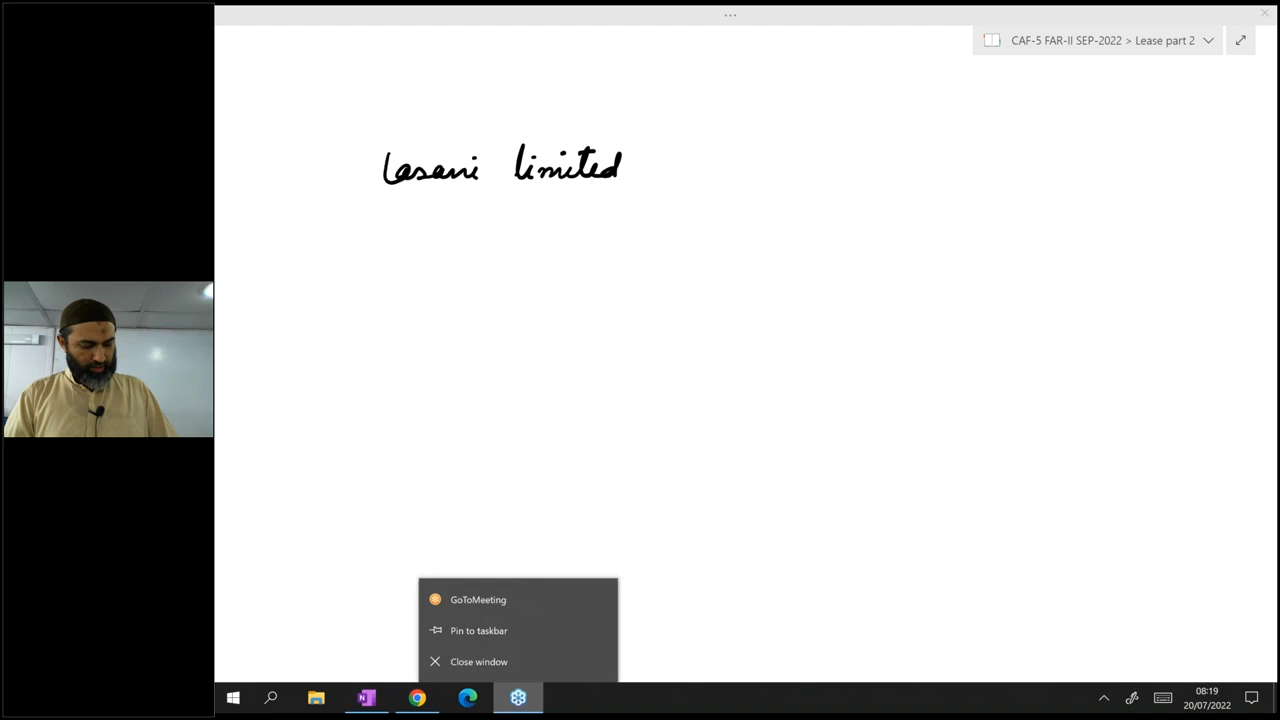 ...
CAF-5 FAR-II SEP-2022 > Lease part 2
Lasani limited
GoToMeeting
Pin to taskbar
Close window
08:19
20/07/2022